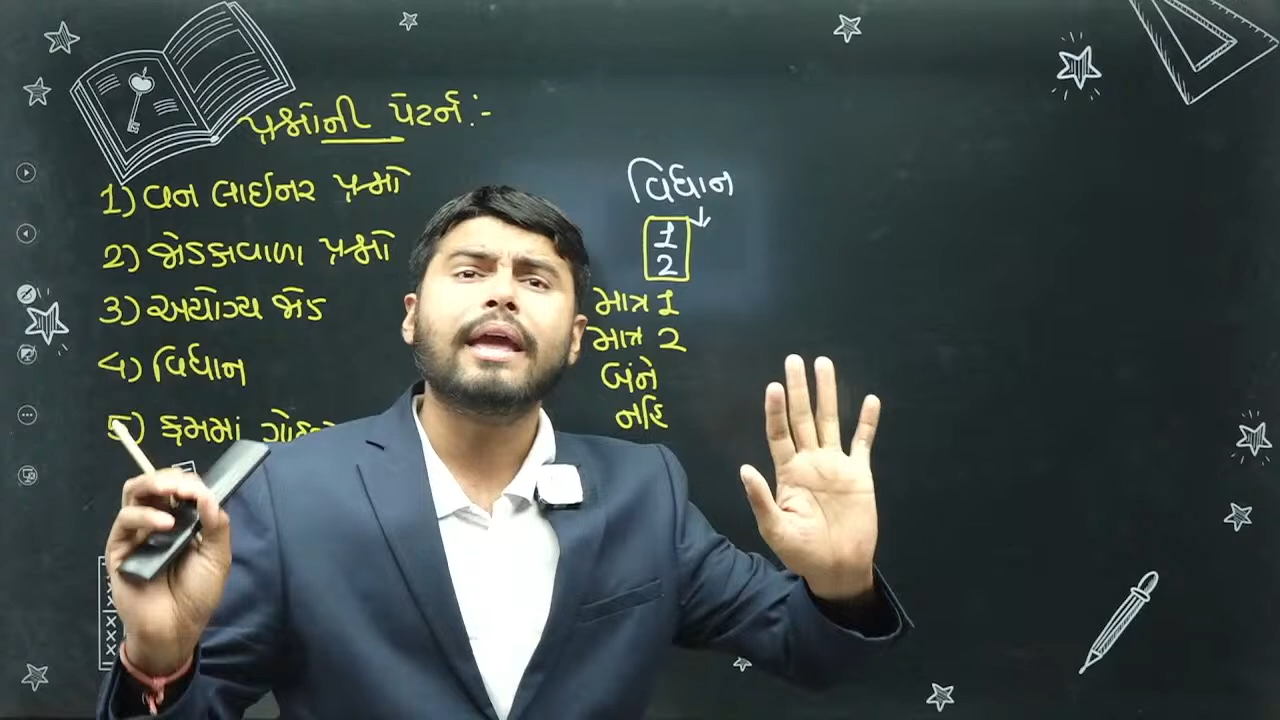 પ્રશ્નોની પેટર્ન :-
1) વન લાઈનર પ્રશ્નો
2) જોડકાવાળા પ્રશ્નો
3) અયોગ્ય જોડ
4) વિધાન
5) ક્રમમાં
વિધાન
1
2
માત્ર 1
માત્ર 2
બંને
નહિ